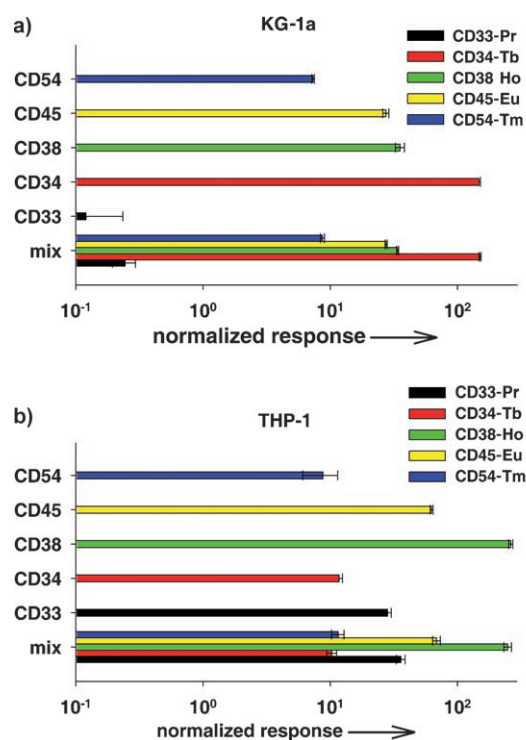 a)
KG-1a
CD33-Pr
CD34-Tb
CD38 Ho
CD45-Eu
CD54-Tm
CD54
CD45
CD38
CD34
CD33
mix
10-1 100 101 102
normalized response
b)
THP-1
CD33-Pr
CD34-Tb
CD38-Ho
CD45-Eu
CD54-Tm
CD54
CD45
CD38
CD34
CD33
mix
10-1 100 101 102
normalized response